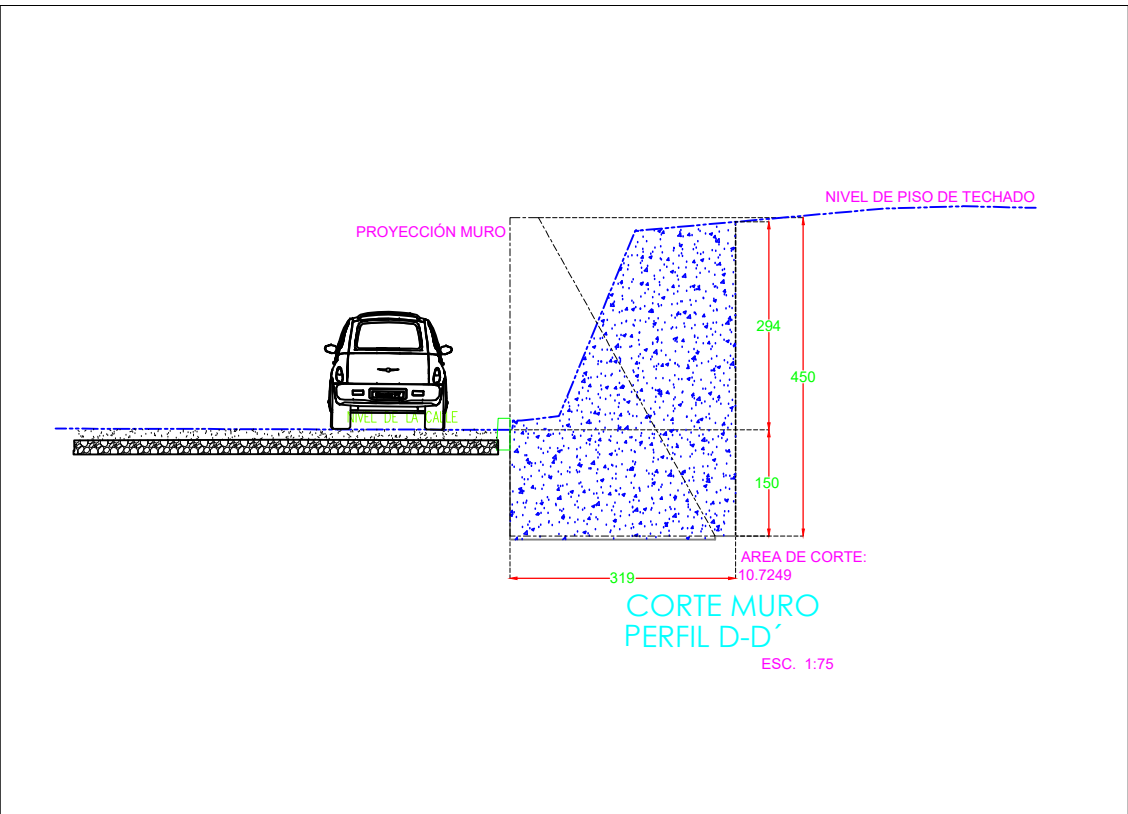 NIVEL DE PISO DE TECHADO
PROYECCIÓN MURO
294
450
NIVEL DE LA CALLE
150
AREA DE CORTE:
10.7249
319
CORTE MURO
PERFIL D-D´
ESC. 1:75